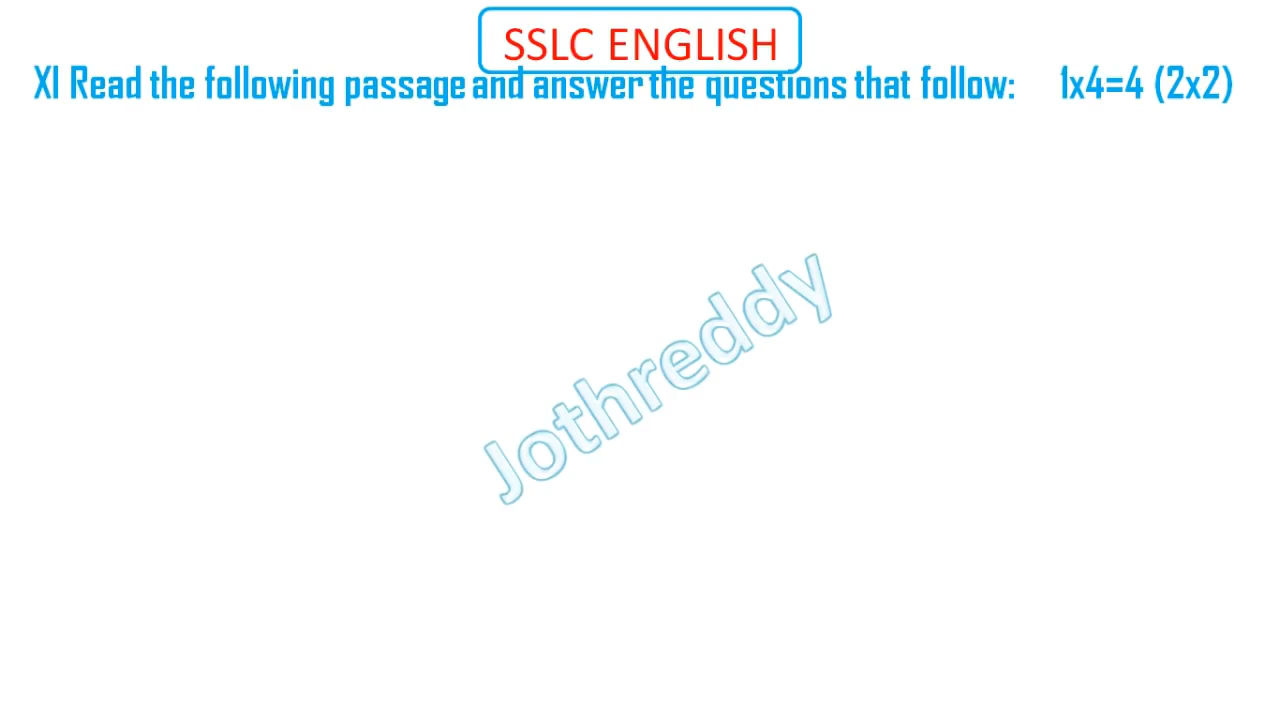 SSLC ENGLISH
XI Read the following passage and answer the questions that follow: 1x4=4 (2x2)
Jothreddy